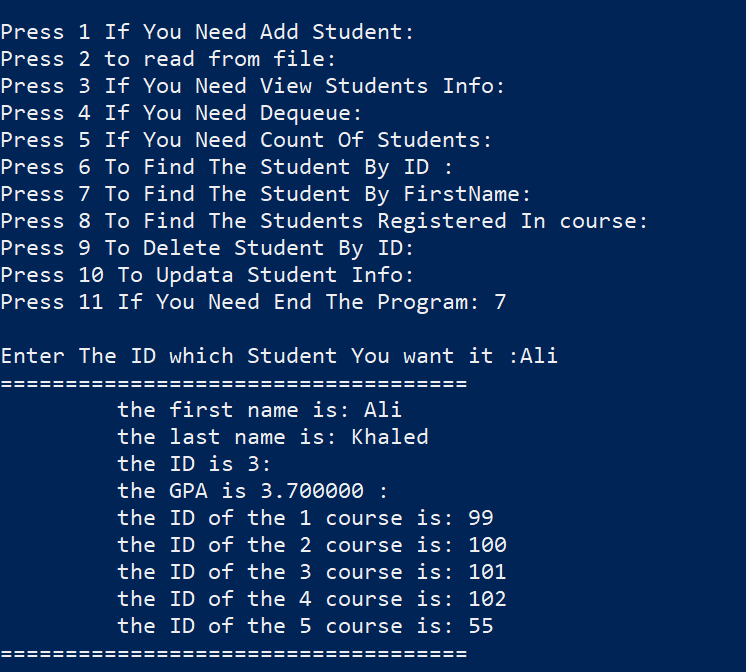 Press 1 If You Need Add Student:
Press 2 to read from file:
Press 3 If You Need View Students Info:
Press 4 If You Need Dequeue:
Press 5 If You Need Count Of Students:
Press 6 To Find The Student By ID :
Press 7 To Find The Student By FirstName:
Press 8 To Find The Students Registered In course:
Press 9 To Delete Student By ID:
Press 10 To Updata Student Info:
Press 11 If You Need End The Program: 7
Enter The ID which Student You want it :Ali
====================================
the first name is: Ali
the last name is: Khaled
the ID is 3:
the GPA is 3.700000 :
the ID of the 1 course is: 99
the ID of the 2 course is: 100
the ID of the 3 course is: 101
the ID of the 4 course is: 102
the ID of the 5 course is: 55
====================================